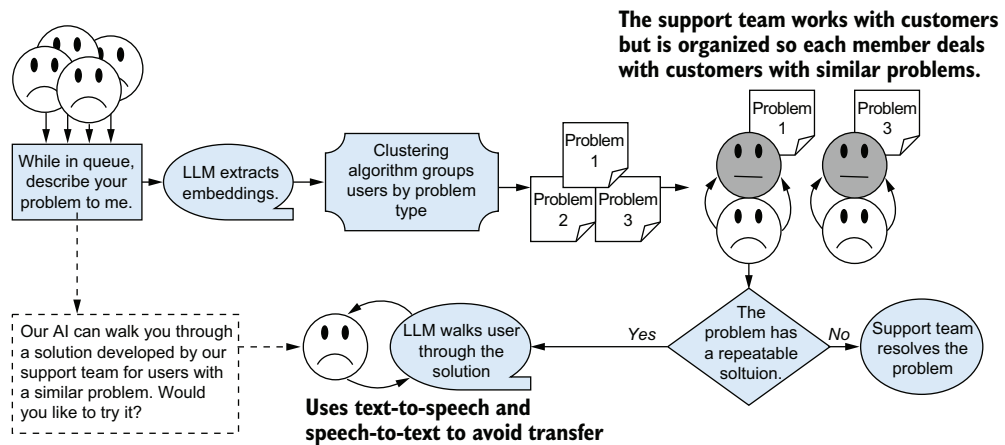 The support team works with customers
but is organized so each member deals
with customers with similar problems.
While in queue,
describe your
problem to me.
LLM extracts
embeddings.
Clustering
algorithm groups
users by problem
type
Problem
1
Problem
2
Problem
3
Problem
1
Problem
3
Our AI can walk you through
a solution developed by our
support team for users with
a similar problem. Would
you like to try it?
LLM walks user
through the
solution
Yes
The
problem has
a repeatable
soltuion.
No
Support team
resolves the
problem
Uses text-to-speech and
speech-to-text to avoid transfer